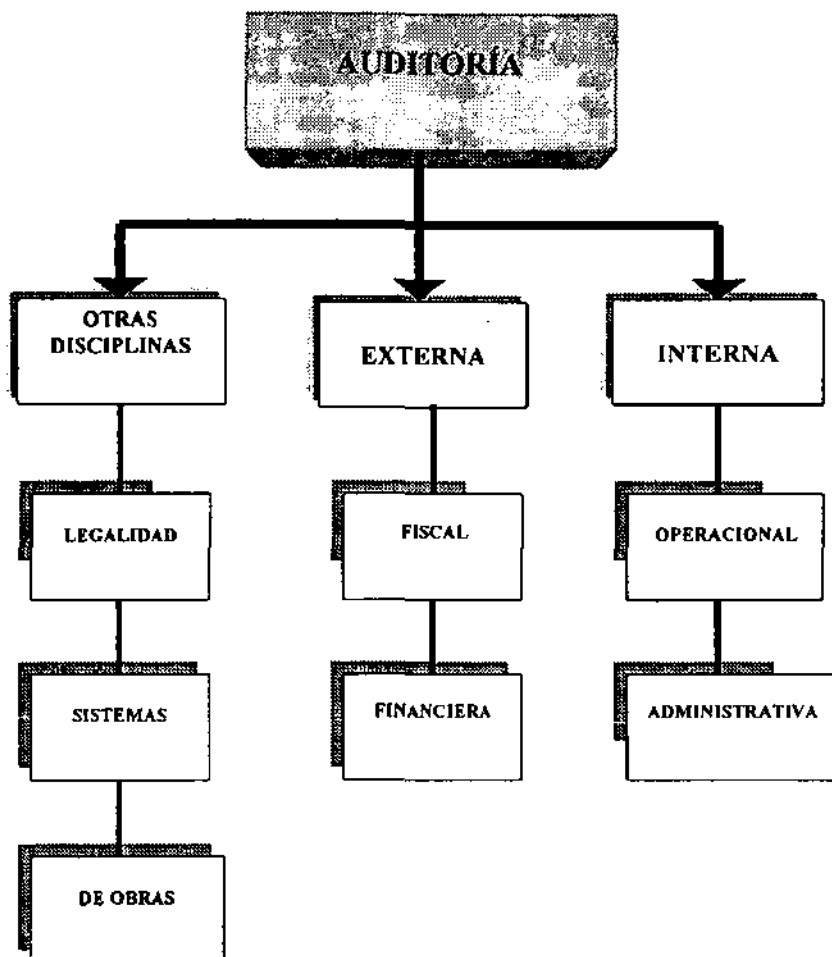 AUDITORÍA
OTRAS
DISCIPLINAS
EXTERNA
INTERNA
LEGALIDAD
FISCAL
OPERACIONAL
SISTEMAS
FINANCIERA
ADMINISTRATIVA
DE OBRAS